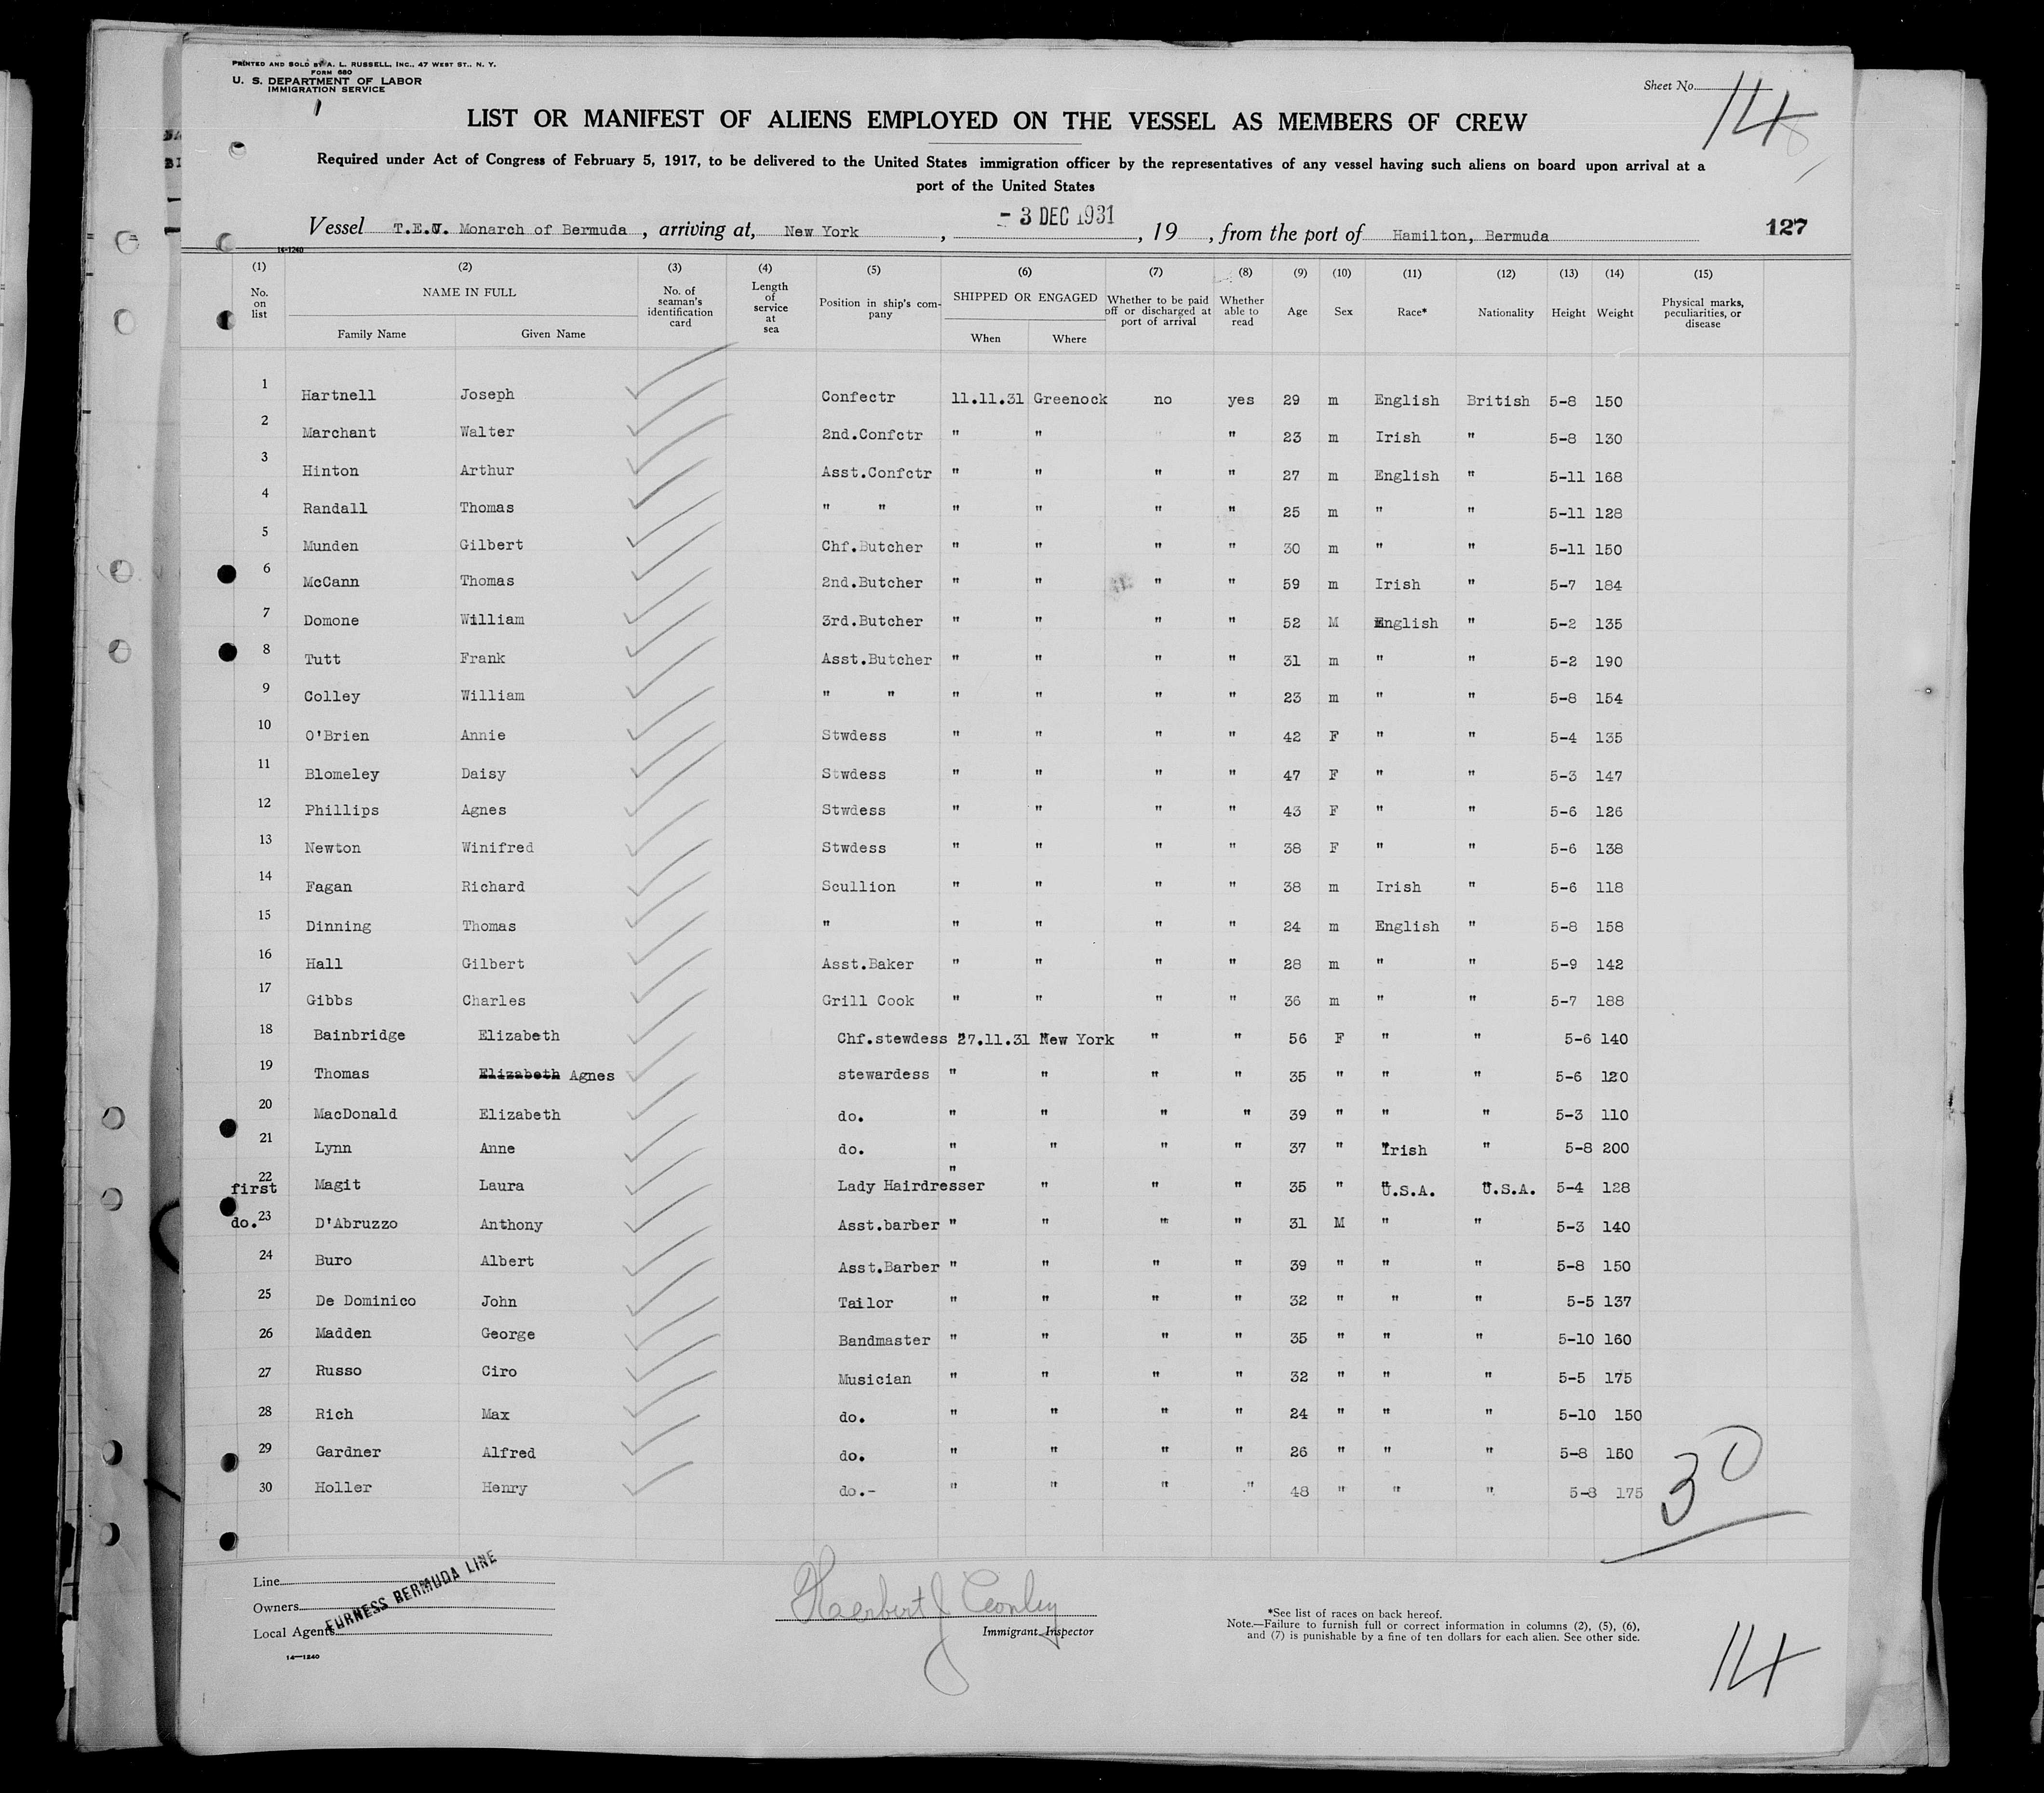 PRINTED AND SOLD BY A. L. RUSSELL, INC., 47 WEST ST., N. Y.
FORM 680
U. S. DEPARTMENT OF LABOR
IMMIGRATION SERVICE
Sheet No.
14
LIST OR MANIFEST OF ALIENS EMPLOYED ON THE VESSEL AS MEMBERS OF CREW
Required under Act of Congress of February 5, 1917, to be delivered to the United States immigration officer by the representatives of any vessel having such aliens on board upon arrival at a
port of the United States
Vessel T.E.V. Monarch of Bermuda , arriving at, New York , - 3 DEC 1931 , 19 , from the port of Hamilton, Bermuda 127
14-1240
(1) (2) (3) (4) (5) (6) (7) (8) (9) (10) (11) (12) (13) (14) (15)
No. on list NAME IN FULL Family Name Given Name No. of seaman's identification card Length of service at sea Position in ship's company SHIPPED OR ENGAGED When Where Whether to be paid off or discharged at port of arrival Whether able to read Age Sex Race* Nationality Height Weight Physical marks, peculiarities, or disease
1 Hartnell Joseph Confectr 11.11.31 Greenock no yes 29 m English British 5-8 150
2 Marchant Walter 2nd.Confctr " " " " 23 m Irish " 5-8 130
3 Hinton Arthur Asst.Confctr " " " " 27 m English " 5-11 168
4 Randall Thomas " " " " " " 25 m " " 5-11 128
5 Munden Gilbert Chf.Butcher " " " " 30 m " " 5-11 150
6 McCann Thomas 2nd.Butcher " " " " 59 m Irish " 5-7 184
7 Domone William 3rd.Butcher " " " " 52 M English " 5-2 135
8 Tutt Frank Asst.Butcher " " " " 31 m " " 5-2 190
9 Colley William " " " " " " 23 m " " 5-8 154
10 O'Brien Annie Stwdess " " " " 42 F " " 5-4 135
11 Blomeley Daisy Stwdess " " " " 47 F " " 5-3 147
12 Phillips Agnes Stwdess " " " " 43 F " " 5-6 126
13 Newton Winifred Stwdess " " " " 38 F " " 5-6 138
14 Fagan Richard Scullion " " " " 38 m Irish " 5-6 118
15 Dinning Thomas " " " " " 24 m English " 5-8 158
16 Hall Gilbert Asst.Baker " " " " 28 m " " 5-9 142
17 Gibbs Charles Grill Cook " " " " 36 m " " 5-7 188
18 Bainbridge Elizabeth Chf.stewdess 27.11.31 New York " " 56 F " " 5-6 140
19 Thomas Elizabeth Agnes stewardess " " " " 35 " " " 5-6 120
20 MacDonald Elizabeth do. " " " " 39 " " " 5-3 110
21 Lynn Anne do. " " " " 37 " Irish " 5-8 200
22 first Magit Laura Lady Hairdresser " " " " 35 " U.S.A. U.S.A. 5-4 128
do. 23 D'Abruzzo Anthony Asst.barber " " " " 31 M " " 5-3 140
24 Buro Albert Asst.Barber " " " " 39 " " " 5-8 150
25 De Dominico John Tailor " " " " 32 " " " 5-5 137
26 Madden George Bandmaster " " " " 35 " " " 5-10 160
27 Russo Ciro Musician " " " " 32 " " " 5-5 175
28 Rich Max do. " " " " 24 " " " 5-10 150
29 Gardner Alfred do. " " " " 26 " " " 5-8 150
30 Holler Henry do.- " " " " 48 " " " 5-8 175
30
Line
Owners
Local Agents
FURNESS BERMUDA LINE
14—1240
Immigrant Inspector
*See list of races on back hereof.
Note.—Failure to furnish full or correct information in columns (2), (5), (6),
and (7) is punishable by a fine of ten dollars for each alien. See other side.
14